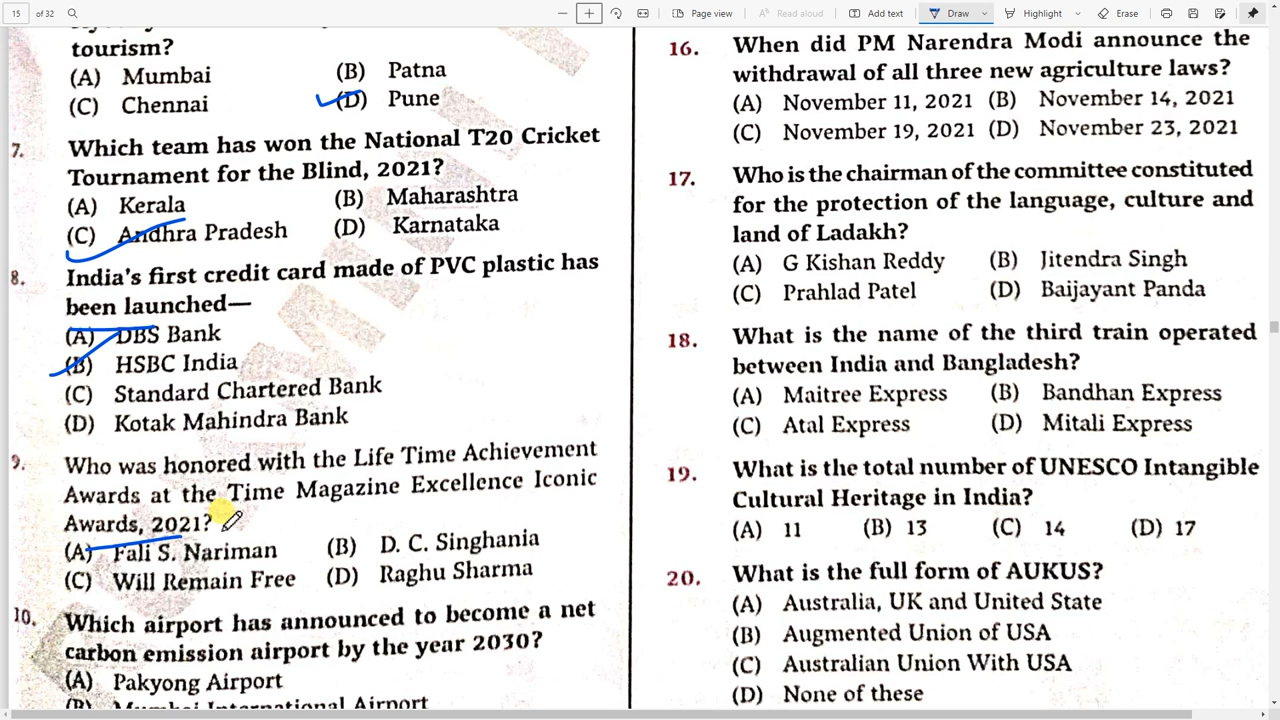 15 of 32
Page view
Read aloud
Add text
Draw
Highlight
Erase
tourism?
(A) Mumbai (B) Patna
(C) Chennai (D) Pune
7. Which team has won the National T20 Cricket
Tournament for the Blind, 2021?
(A) Kerala (B) Maharashtra
(C) Andhra Pradesh (D) Karnataka
8. India's first credit card made of PVC plastic has
been launched—
(A) DBS Bank
(B) HSBC India
(C) Standard Chartered Bank
(D) Kotak Mahindra Bank
9. Who was honored with the Life Time Achievement
Awards at the Time Magazine Excellence Iconic
Awards, 2021?
(A) Fali S. Nariman (B) D. C. Singhania
(C) Will Remain Free (D) Raghu Sharma
10. Which airport has announced to become a net
carbon emission airport by the year 2030?
(A) Pakyong Airport
(B) Mumbai International Airport
16. When did PM Narendra Modi announce the
withdrawal of all three new agriculture laws?
(A) November 11, 2021 (B) November 14, 2021
(C) November 19, 2021 (D) November 23, 2021
17. Who is the chairman of the committee constituted
for the protection of the language, culture and
land of Ladakh?
(A) G Kishan Reddy (B) Jitendra Singh
(C) Prahlad Patel (D) Baijayant Panda
18. What is the name of the third train operated
between India and Bangladesh?
(A) Maitree Express (B) Bandhan Express
(C) Atal Express (D) Mitali Express
19. What is the total number of UNESCO Intangible
Cultural Heritage in India?
(A) 11 (B) 13 (C) 14 (D) 17
20. What is the full form of AUKUS?
(A) Australia, UK and United State
(B) Augmented Union of USA
(C) Australian Union With USA
(D) None of these